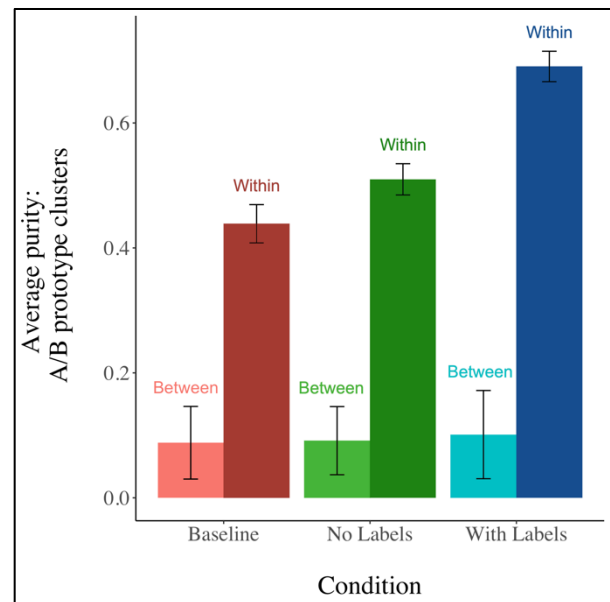 Average purity:
A/B prototype clusters
0.6
0.4
0.2
0.0
Within
Within
Within
Between
Between
Between
Baseline
No Labels
With Labels
Condition